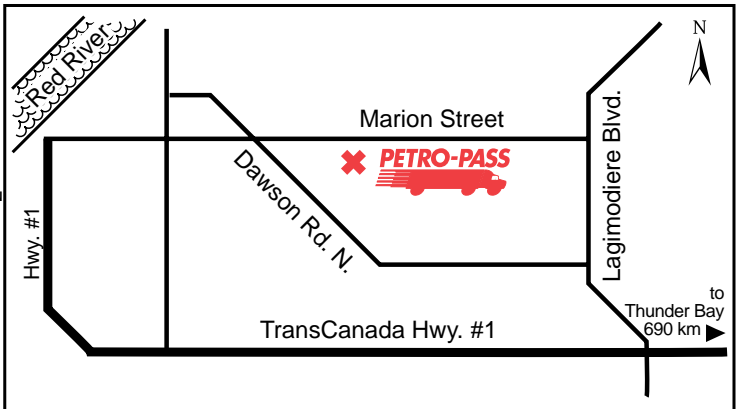 Red River
N
Marion Street
PETRO-PASS
Dawson Rd. N.
Lagimodiere Blvd.
Hwy. #1
to
Thunder Bay
690 km
TransCanada Hwy. #1